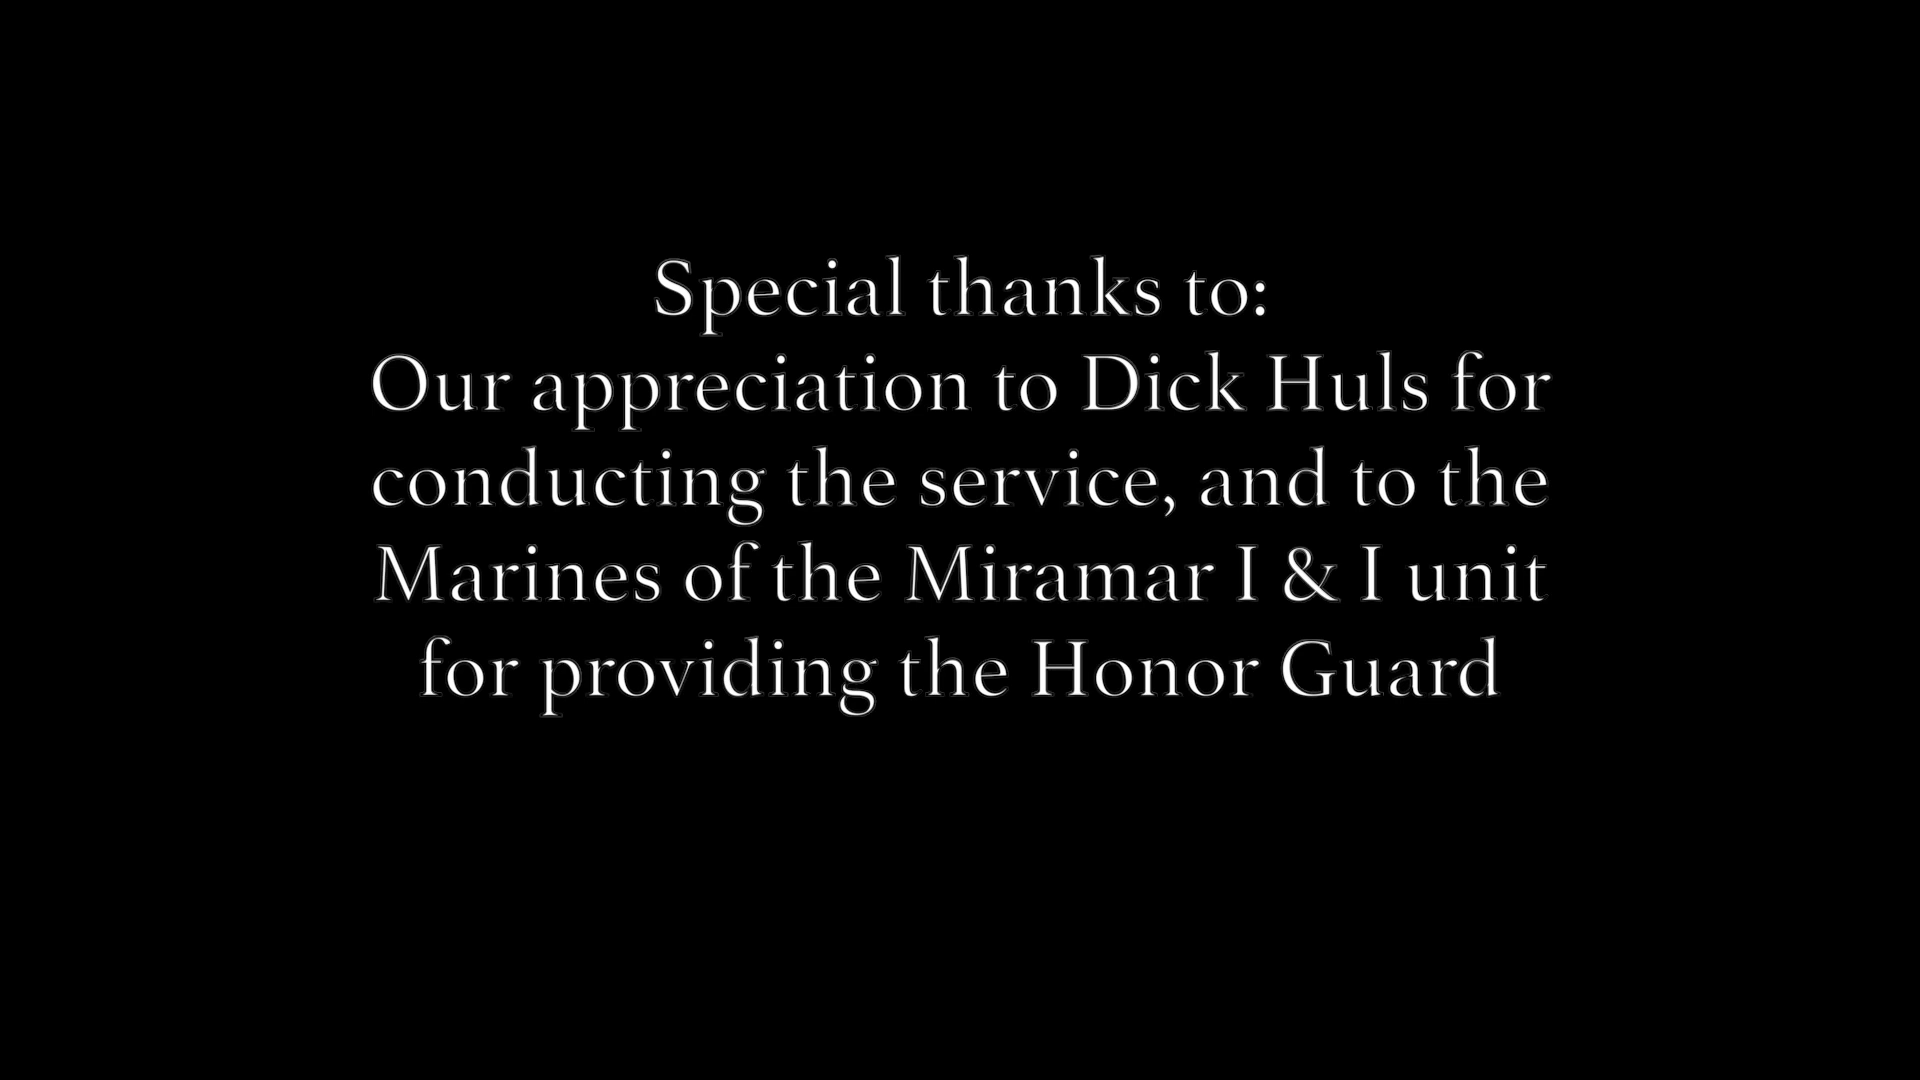 Special thanks to:
Our appreciation to Dick Huls for
conducting the service, and to the
Marines of the Miramar I & I unit
for providing the Honor Guard